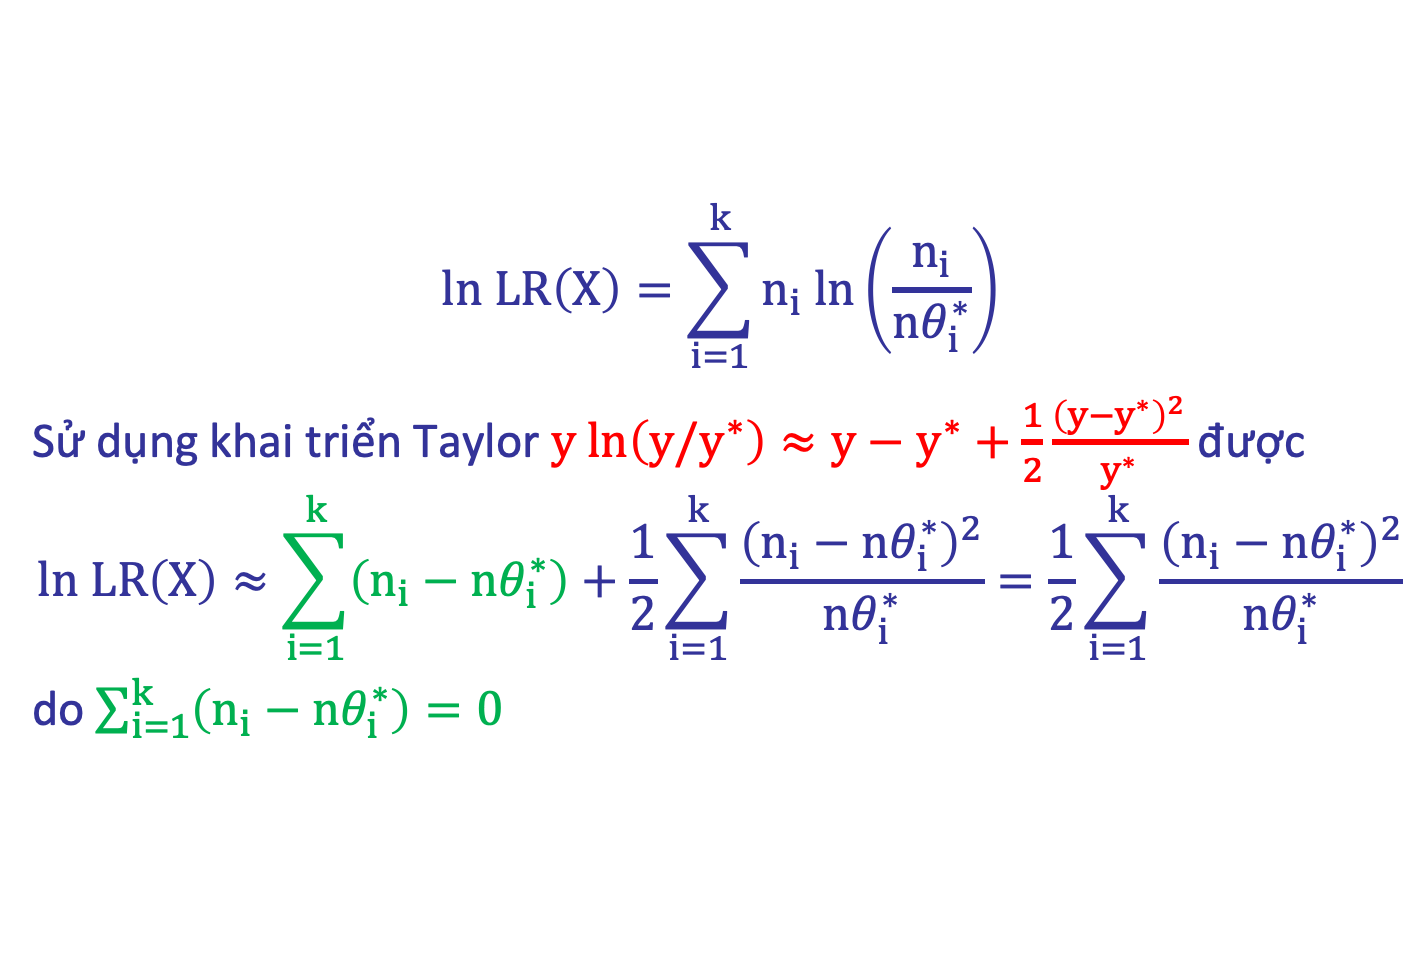 ln LR(X) = ∑_{i=1}^{k} n_i ln (n_i / nθ_i^*)
Sử dụng khai triển Taylor y ln(y/y*) ≈ y − y* + 1/2 (y−y*)²/y* được
ln LR(X) ≈ ∑_{i=1}^{k} (n_i − nθ_i^*) + 1/2 ∑_{i=1}^{k} (n_i − nθ_i^*)²/nθ_i^* = 1/2 ∑_{i=1}^{k} (n_i − nθ_i^*)²/nθ_i^*
do ∑_{i=1}^{k} (n_i − nθ_i^*) = 0